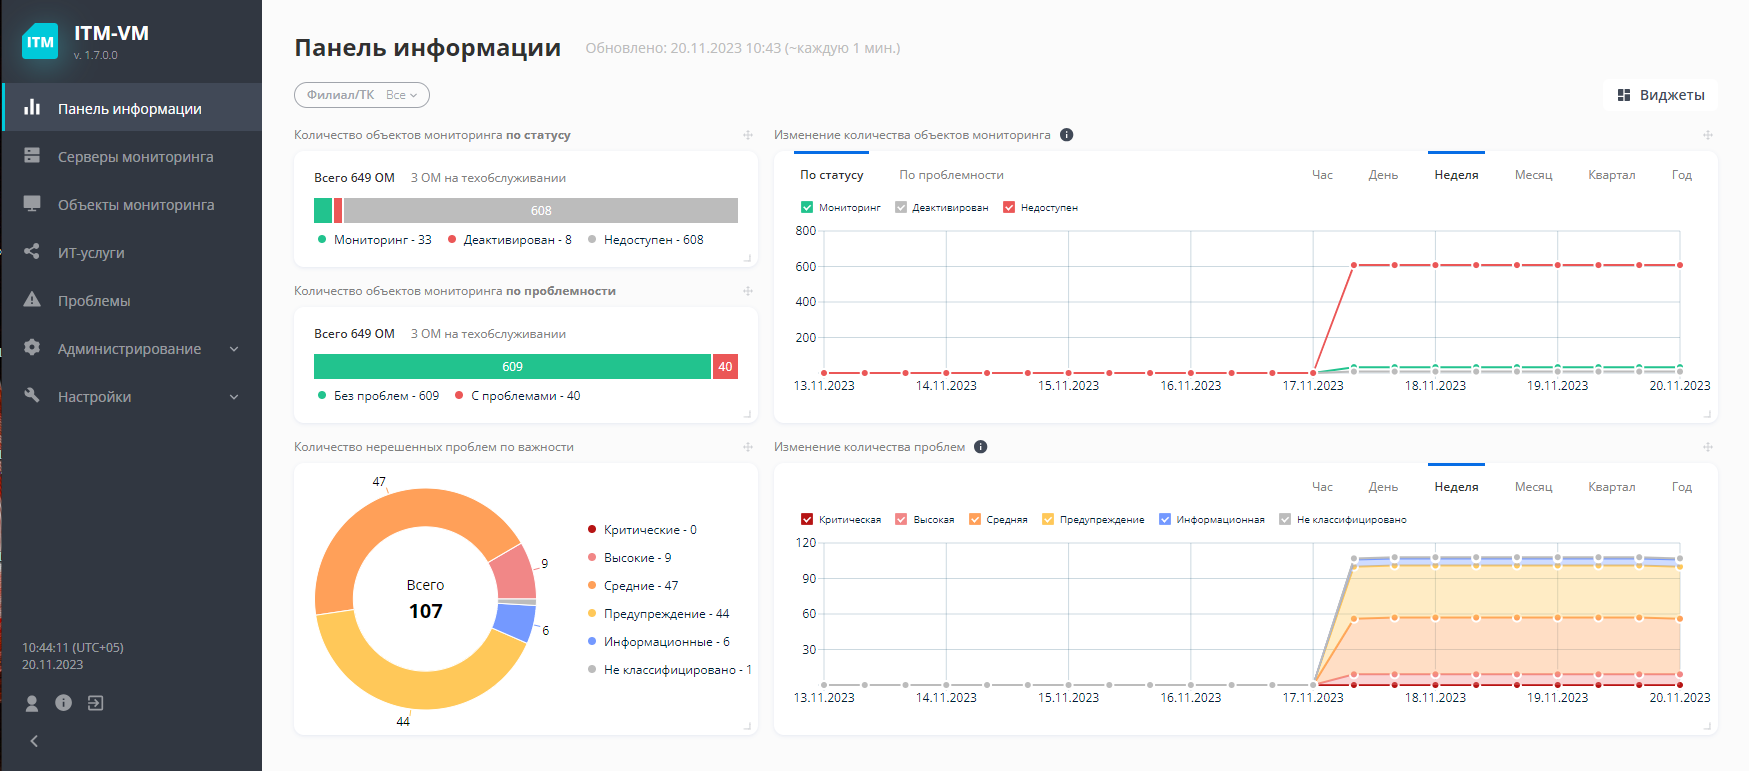 ITM
ITM-VM
v. 1.7.0.0
Панель информации
Серверы мониторинга
Объекты мониторинга
ИТ-услуги
Проблемы
Администрирование
Настройки
10:44:11 (UTC+05)
20.11.2023
Панель информации
Обновлено: 20.11.2023 10:43 (~каждую 1 мин.)
Филиал/ТК Все
Виджеты
Количество объектов мониторинга по статусу
Всего 649 ОМ 3 ОМ на техобслуживании
608
Мониторинг - 33 Деактивирован - 8 Недоступен - 608
Количество объектов мониторинга по проблемности
Всего 649 ОМ 3 ОМ на техобслуживании
609 40
Без проблем - 609 С проблемами - 40
Количество нерешенных проблем по важности
47
9
6
44
Всего
107
Критические - 0
Высокие - 9
Средние - 47
Предупреждение - 44
Информационные - 6
Не классифицировано - 1
Изменение количества объектов мониторинга
По статусу По проблемности Час День Неделя Месяц Квартал Год
Мониторинг Деактивирован Недоступен
800
600
400
200
13.11.2023 14.11.2023 15.11.2023 16.11.2023 17.11.2023 18.11.2023 19.11.2023 20.11.2023
Изменение количества проблем
Час День Неделя Месяц Квартал Год
Критическая Высокая Средняя Предупреждение Информационная Не классифицировано
120
90
60
30
13.11.2023 14.11.2023 15.11.2023 16.11.2023 17.11.2023 18.11.2023 19.11.2023 20.11.2023